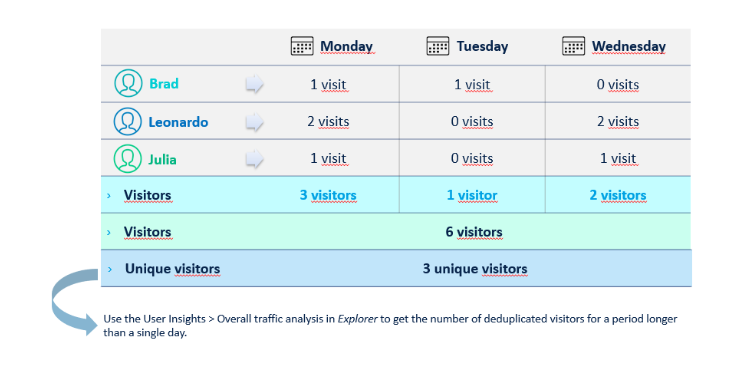 Monday Tuesday Wednesday
Brad 1 visit 1 visit 0 visits
Leonardo 2 visits 0 visits 2 visits
Julia 1 visit 0 visits 1 visit
› Visitors 3 visitors 1 visitor 2 visitors
› Visitors 6 visitors
› Unique visitors 3 unique visitors
Use the User Insights > Overall traffic analysis in Explorer to get the number of deduplicated visitors for a period longer
than a single day.